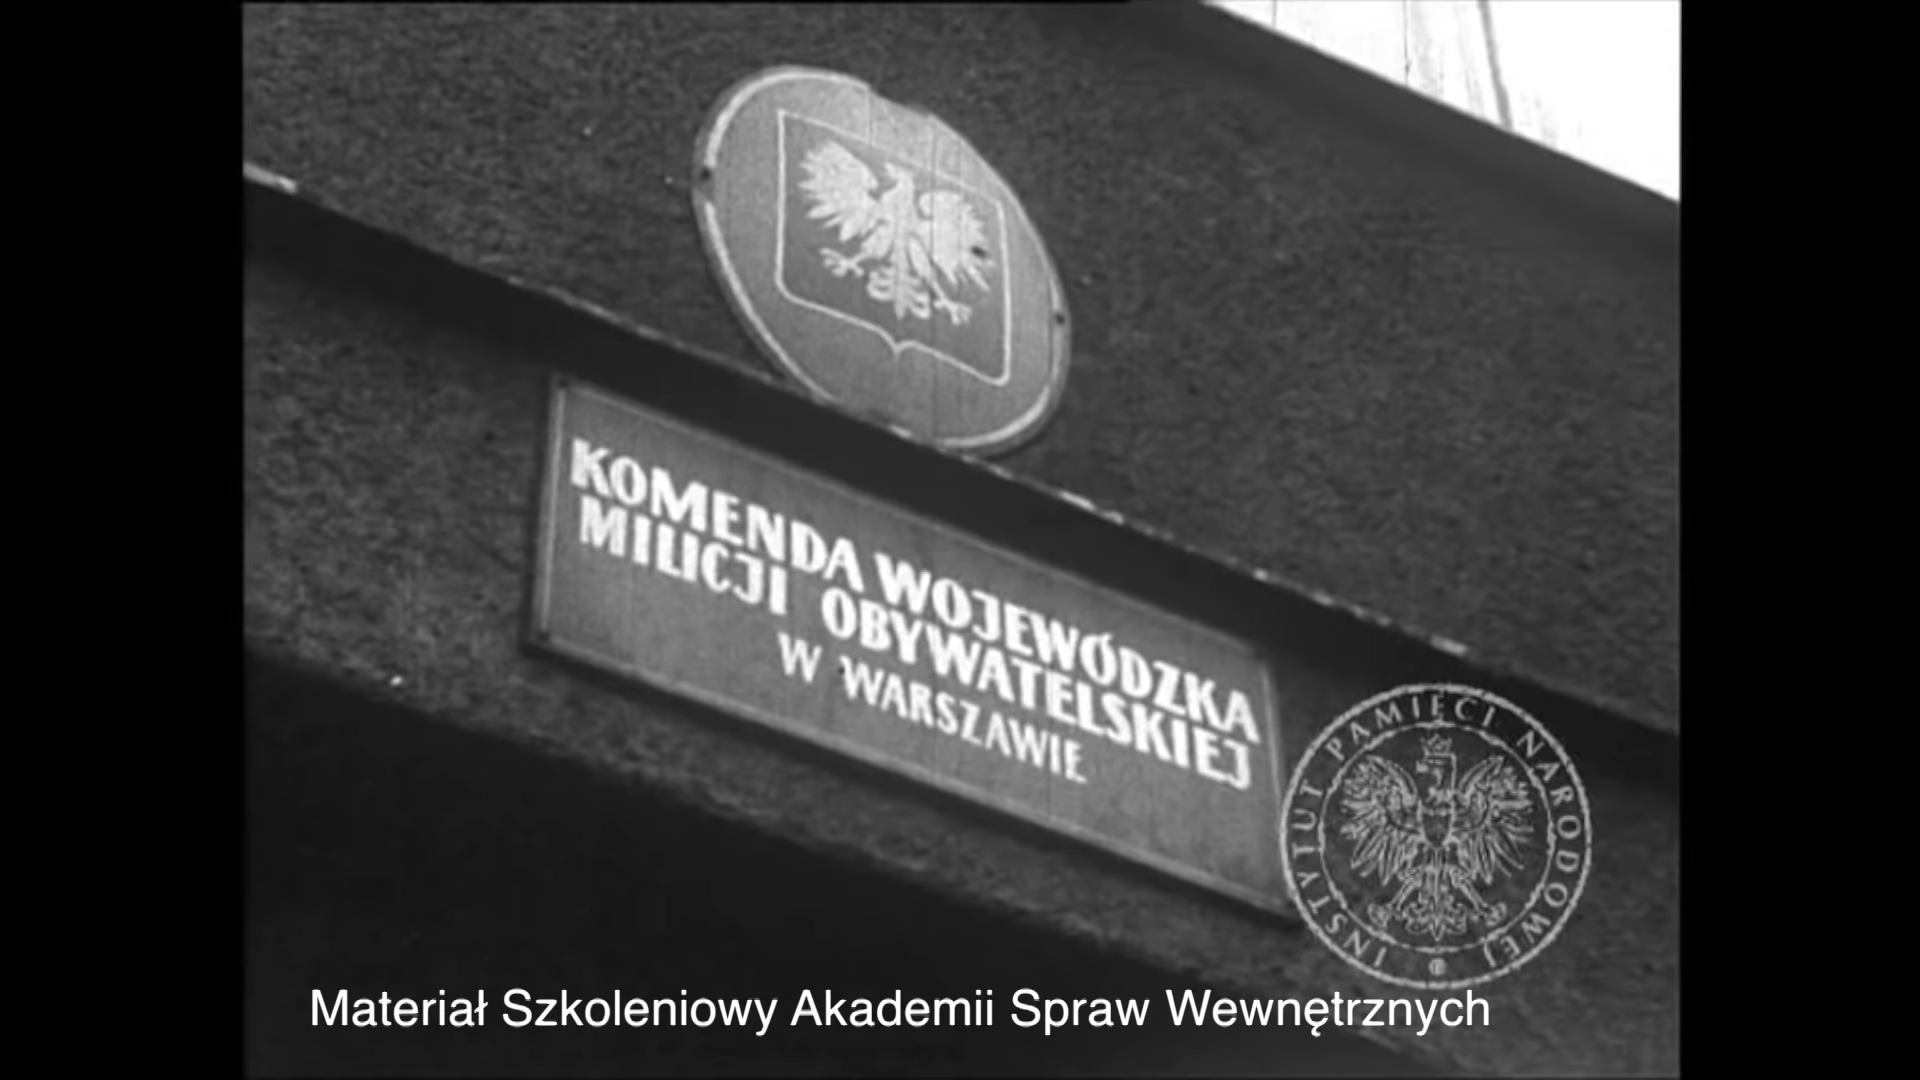 KOMENDA WOJEWÓDZKA
MILICJI OBYWATELSKIEJ
W WARSZAWIE
INSTYTUT PAMIĘCI NARODOWEJ
Materiał Szkoleniowy Akademii Spraw Wewnętrznych